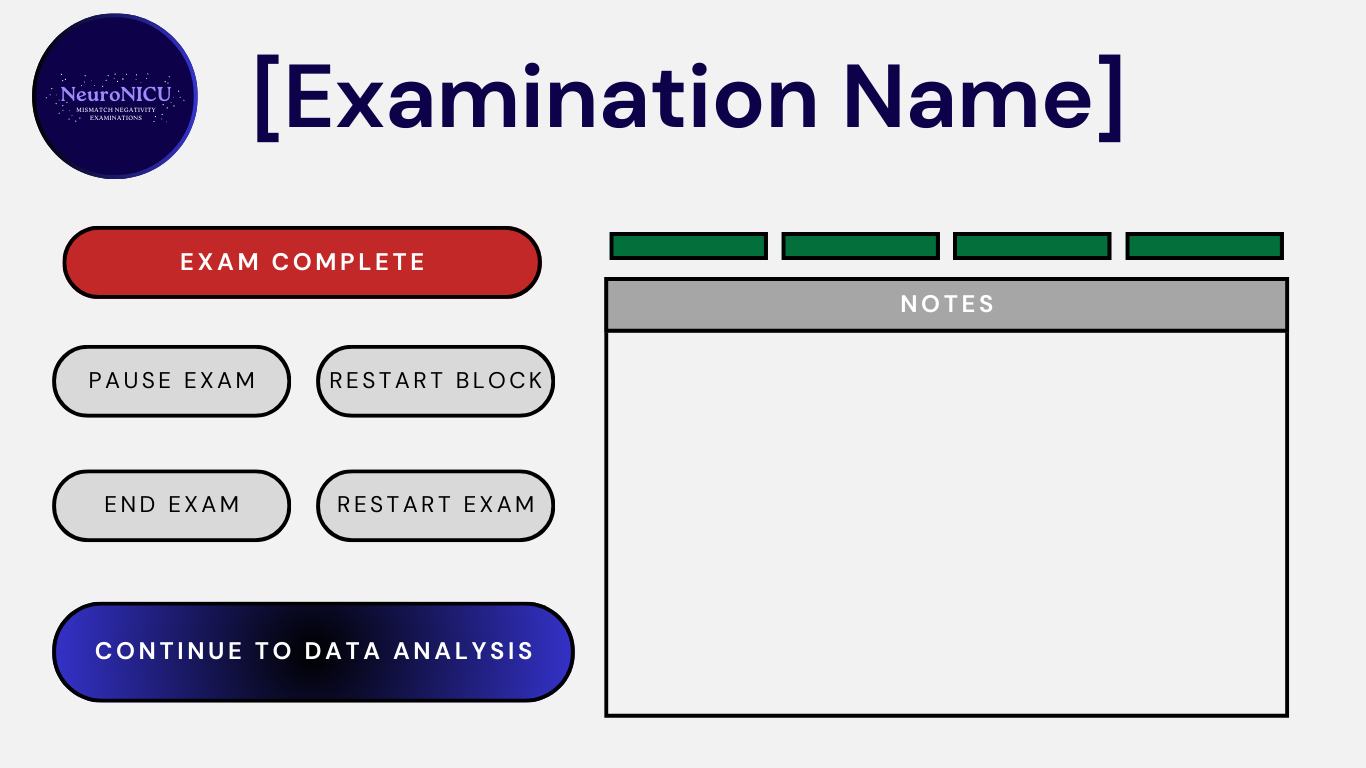 NeuroNICU
MISMATCH NEGATIVITY
EXAMINATIONS
[Examination Name]
EXAM COMPLETE
PAUSE EXAM
RESTART BLOCK
END EXAM
RESTART EXAM
CONTINUE TO DATA ANALYSIS
NOTES